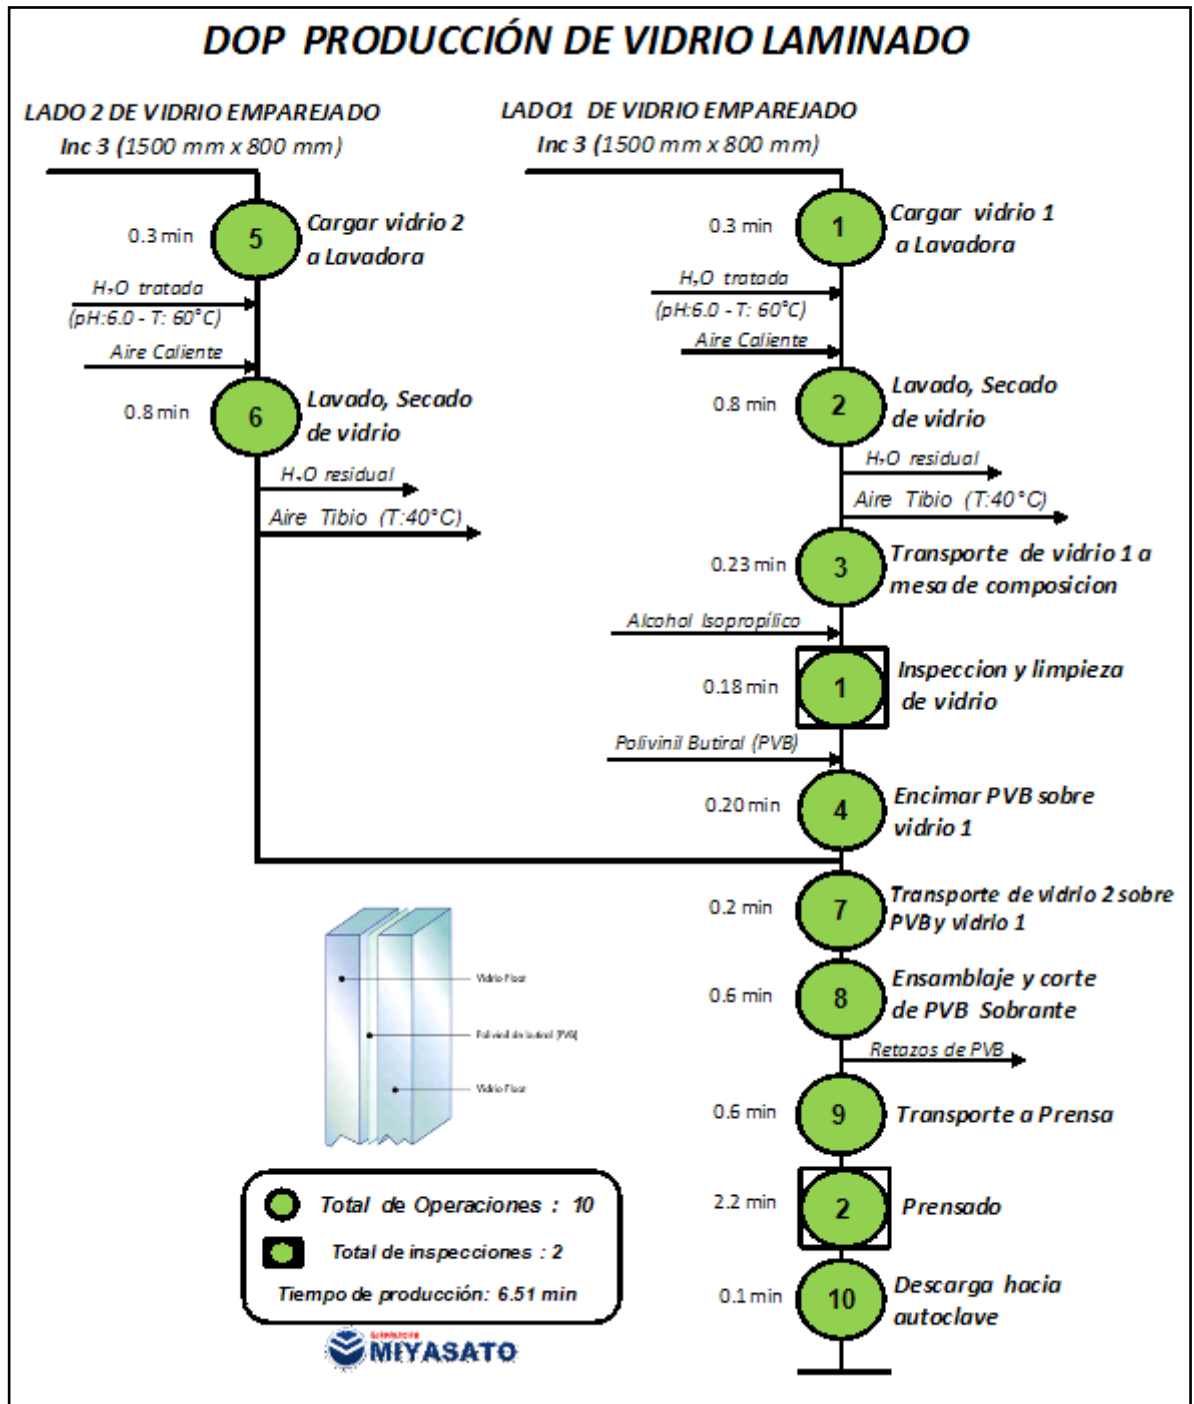 DOP PRODUCCIÓN DE VIDRIO LAMINADO
LADO 2 DE VIDRIO EMPAREJADO
Inc 3 (1500 mm x 800 mm)
0.3 min
5
Cargar vidrio 2
a Lavadora
H₂O tratada
(pH:6.0 - T: 60°C)
Aire Caliente
0.8 min
6
Lavado, Secado
de vidrio
H₂O residual
Aire Tibio (T:40°C)
LADO1 DE VIDRIO EMPAREJADO
Inc 3 (1500 mm x 800 mm)
0.3 min
1
Cargar vidrio 1
a Lavadora
H₂O tratada
(pH:6.0 - T: 60°C)
Aire Caliente
0.8 min
2
Lavado, Secado
de vidrio
H₂O residual
Aire Tibio (T:40°C)
0.23 min
3
Transporte de vidrio 1 a
mesa de composicion
Alcohol Isopropílico
0.18 min
1
Inspeccion y limpieza
de vidrio
Polivinil Butiral (PVB)
0.20 min
4
Encimar PVB sobre
vidrio 1
0.2 min
7
Transporte de vidrio 2 sobre
PVB y vidrio 1
0.6 min
8
Ensamblaje y corte
de PVB Sobrante
Retazos de PVB
0.6 min
9
Transporte a Prensa
2.2 min
2
Prensado
0.1 min
10
Descarga hacia
autoclave
Vidrio Float
Polivinil de butiral (PVB)
Vidrio Float
Total de Operaciones : 10
Total de inspecciones : 2
Tiempo de producción: 6.51 min
MIYASATO